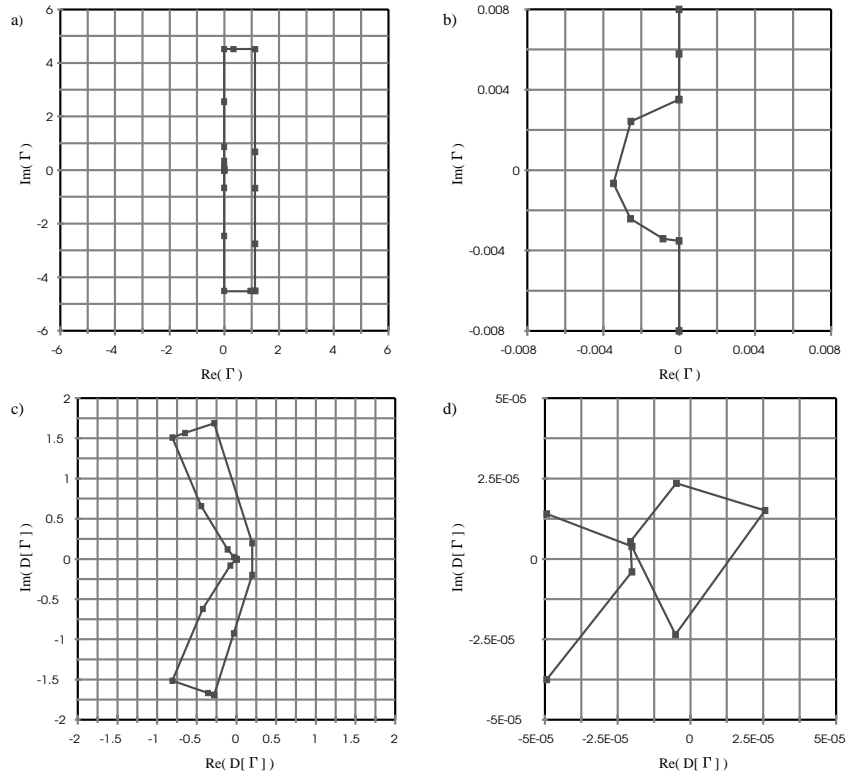 a)
6
4
2
0
-2
-4
-6
-6 -4 -2 0 2 4 6
Im( Γ )
Re( Γ )
b)
0.008
0.004
0
-0.004
-0.008
-0.008 -0.004 0 0.004 0.008
Im( Γ )
Re( Γ )
c)
2
1.5
1
0.5
0
-0.5
-1
-1.5
-2
-2 -1.5 -1 -0.5 0 0.5 1 1.5 2
Im( D[ Γ ] )
Re( D[ Γ ] )
d)
5E-05
2.5E-05
0
-2.5E-05
-5E-05
-5E-05 -2.5E-05 0 2.5E-05 5E-05
Im( D[ Γ ] )
Re( D[ Γ ] )